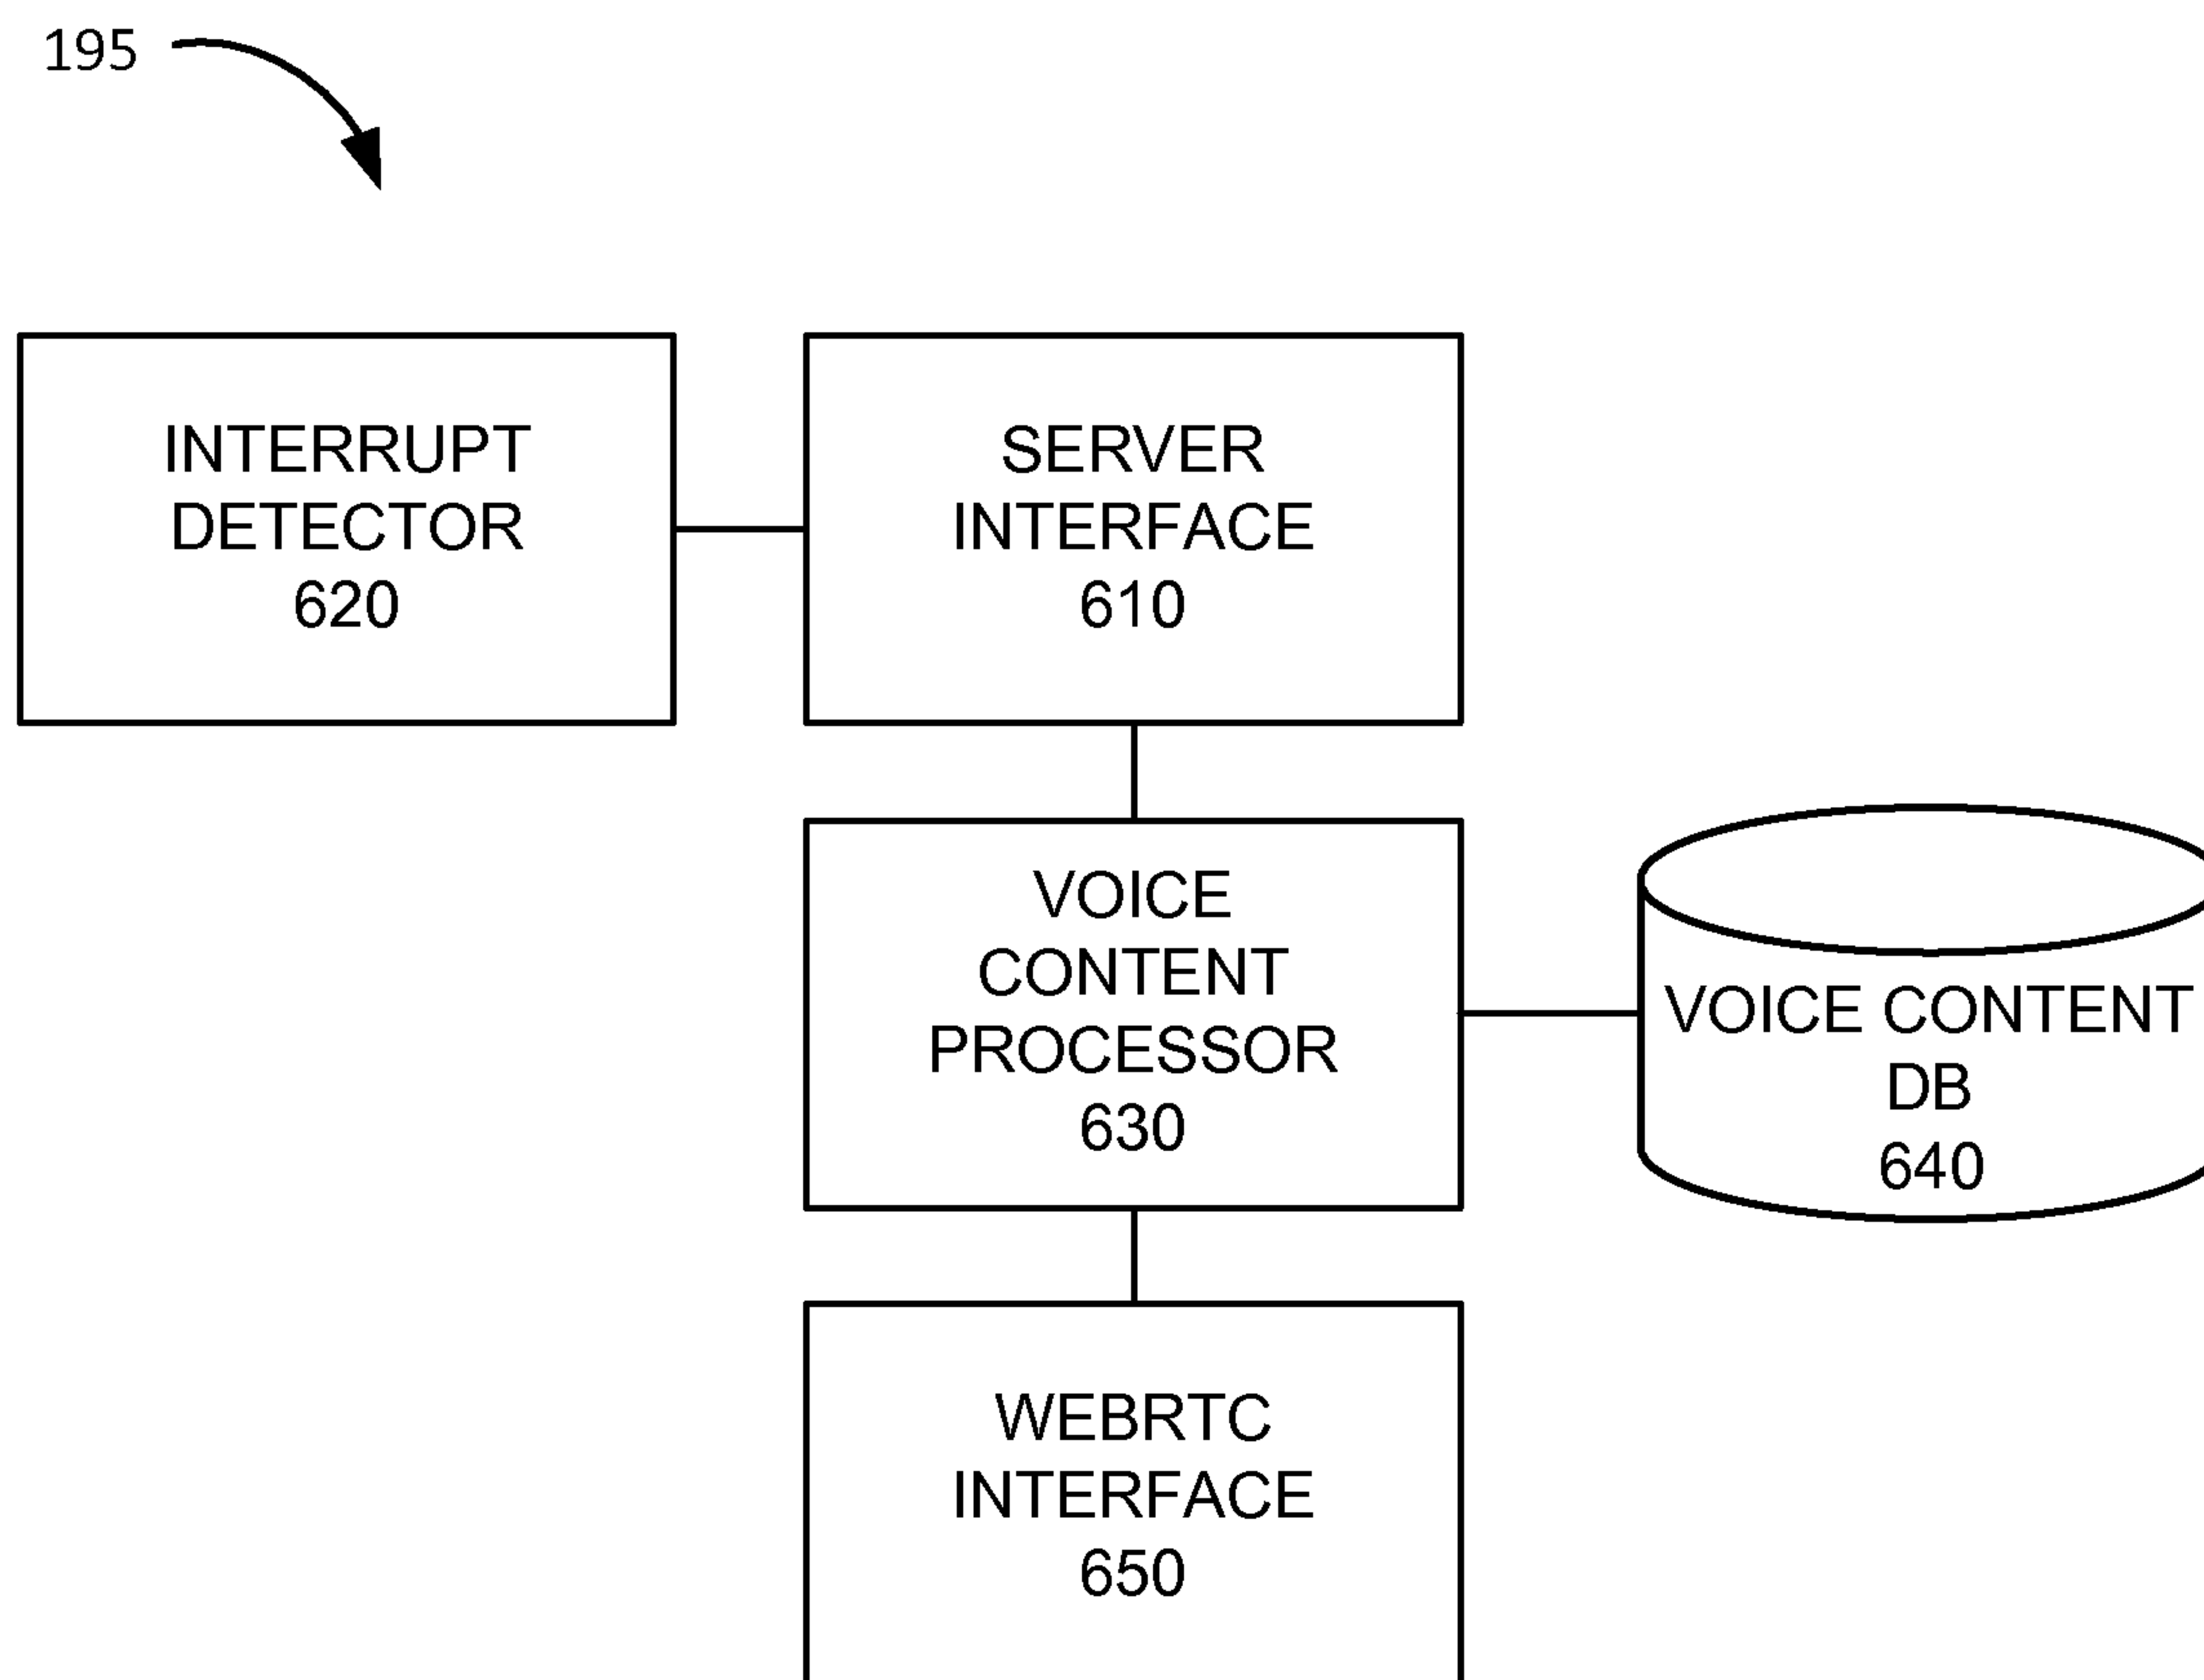 195
INTERRUPT
DETECTOR
620
SERVER
INTERFACE
610
VOICE
CONTENT
PROCESSOR
630
VOICE CONTENT
DB
640
WEBRTC
INTERFACE
650